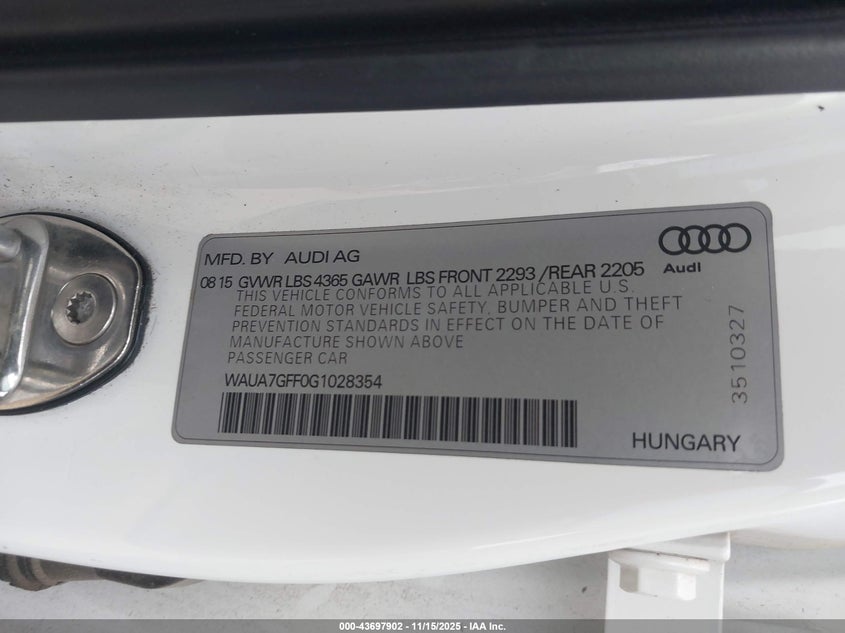 MFD. BY AUDI AG
Audi
08 15 GVWR LBS 4365 GAWR LBS FRONT 2293 /REAR 2205
THIS VEHICLE CONFORMS TO ALL APPLICABLE U.S.
FEDERAL MOTOR VEHICLE SAFETY, BUMPER AND THEFT
PREVENTION STANDARDS IN EFFECT ON THE DATE OF
MANUFACTURE SHOWN ABOVE
PASSENGER CAR
WAUA7GFF0G1028354
3510327
HUNGARY
000-43697902 - 11/15/2025 - IAA Inc.